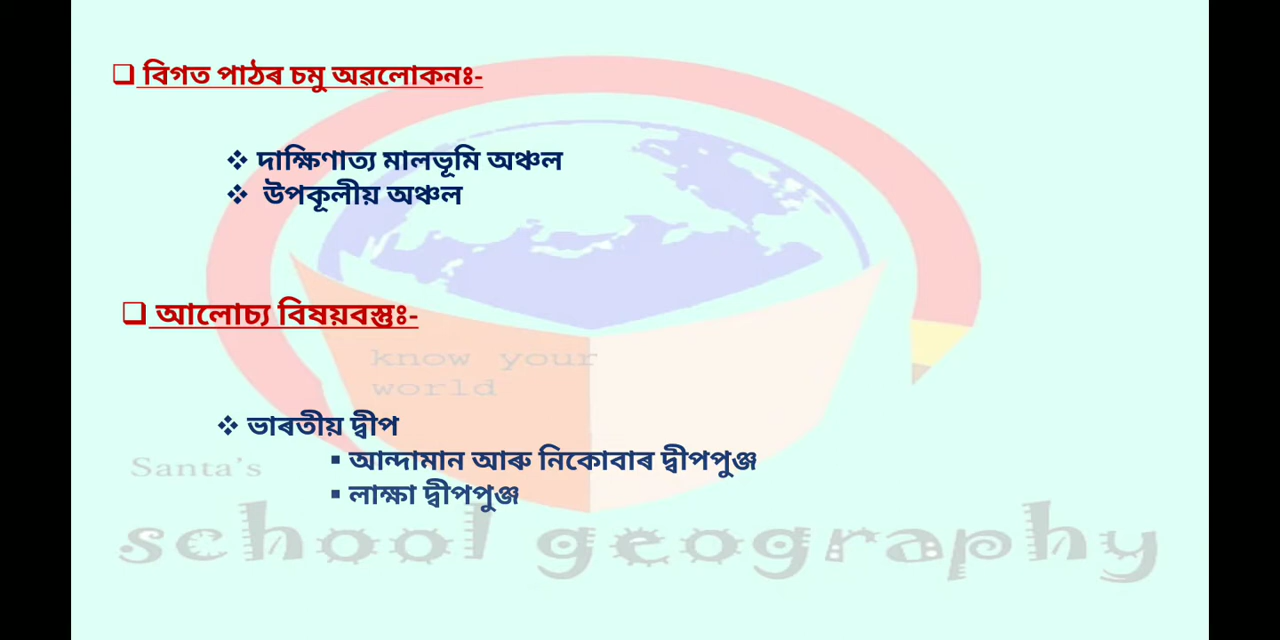 ❑ বিগত পাঠৰ চমু অৱলোকনঃ-
❖ দাক্ষিণাত্য মালভূমি অঞ্চল
❖ উপকূলীয় অঞ্চল
❑ আলোচ্য বিষয়বস্তুঃ-
know your
world
❖ ভাৰতীয় দ্বীপ
▪ আন্দামান আৰু নিকোবাৰ দ্বীপপুঞ্জ
Santa's
▪ লাক্ষা দ্বীপপুঞ্জ
school geography